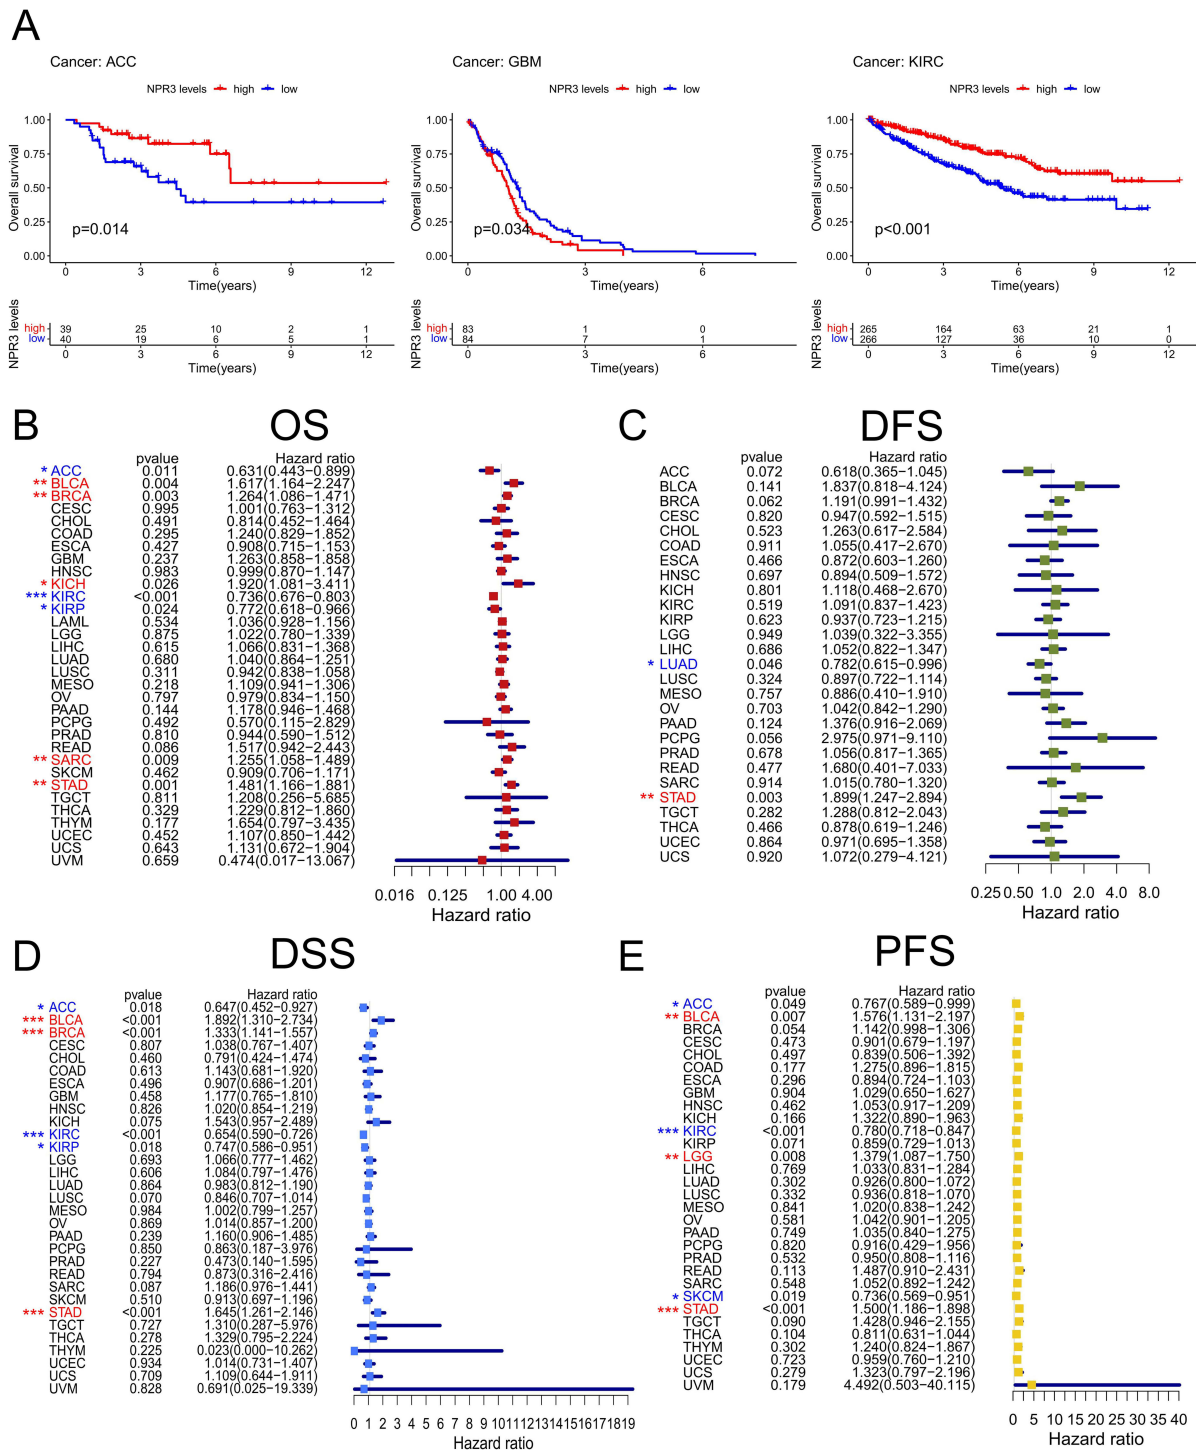 A
Cancer: ACC
NPR3 levels high low
Overall survival
1.00
0.75
0.50
0.25
0.00
p=0.014
0 3 6 9 12
Time(years)
NPR3 levels
high 39 25 10 2 1
low 40 19 6 5 1
0 3 6 9 12
Time(years)
Cancer: GBM
NPR3 levels high low
Overall survival
1.00
0.75
0.50
0.25
0.00
p=0.034
0 3 6
Time(years)
NPR3 levels
high 83 1 0
low 84 7 1
0 3 6
Time(years)
Cancer: KIRC
NPR3 levels high low
Overall survival
1.00
0.75
0.50
0.25
0.00
p<0.001
0 3 6 9 12
Time(years)
NPR3 levels
high 265 164 63 21 1
low 266 127 36 10 0
0 3 6 9 12
Time(years)
B
OS
pvalue Hazard ratio
* ACC 0.011 0.631(0.443−0.899)
** BLCA 0.004 1.617(1.164−2.247)
** BRCA 0.003 1.264(1.086−1.471)
CESC 0.995 1.001(0.763−1.312)
CHOL 0.491 0.814(0.452−1.464)
COAD 0.295 1.240(0.829−1.852)
ESCA 0.427 0.908(0.715−1.153)
GBM 0.237 1.263(0.858−1.858)
HNSC 0.983 0.999(0.870−1.147)
* KICH 0.026 1.920(1.081−3.411)
*** KIRC <0.001 0.736(0.676−0.803)
* KIRP 0.024 0.772(0.618−0.966)
LAML 0.534 1.036(0.928−1.156)
LGG 0.875 1.022(0.780−1.339)
LIHC 0.615 1.066(0.831−1.368)
LUAD 0.680 1.040(0.864−1.251)
LUSC 0.311 0.942(0.838−1.058)
MESO 0.218 1.109(0.941−1.306)
OV 0.797 0.979(0.834−1.150)
PAAD 0.144 1.178(0.946−1.468)
PCPG 0.492 0.570(0.115−2.829)
PRAD 0.810 0.944(0.590−1.512)
READ 0.086 1.517(0.942−2.443)
** SARC 0.009 1.255(1.058−1.489)
SKCM 0.462 0.909(0.706−1.171)
** STAD 0.001 1.481(1.166−1.881)
TGCT 0.811 1.208(0.256−5.685)
THCA 0.329 1.229(0.812−1.860)
THYM 0.177 1.654(0.797−3.435)
UCEC 0.452 1.107(0.850−1.442)
UCS 0.643 1.131(0.672−1.904)
UVM 0.659 0.474(0.017−13.067)
0.016 0.125 1.00 4.00
Hazard ratio
C
DFS
pvalue Hazard ratio
ACC 0.072 0.618(0.365−1.045)
BLCA 0.141 1.837(0.818−4.124)
BRCA 0.062 1.191(0.991−1.432)
CESC 0.820 0.947(0.592−1.515)
CHOL 0.523 1.263(0.617−2.584)
COAD 0.911 1.055(0.417−2.670)
ESCA 0.466 0.872(0.603−1.260)
HNSC 0.697 0.894(0.509−1.572)
KICH 0.801 1.118(0.468−2.670)
KIRC 0.519 1.091(0.837−1.423)
KIRP 0.623 0.937(0.723−1.215)
LGG 0.949 1.039(0.322−3.355)
LIHC 0.686 1.052(0.822−1.347)
* LUAD 0.046 0.782(0.615−0.996)
LUSC 0.324 0.897(0.722−1.114)
MESO 0.757 0.886(0.410−1.910)
OV 0.703 1.042(0.842−1.290)
PAAD 0.124 1.376(0.916−2.069)
PCPG 0.056 2.975(0.971−9.110)
PRAD 0.678 1.056(0.817−1.365)
READ 0.477 1.680(0.401−7.033)
SARC 0.914 1.015(0.780−1.320)
** STAD 0.003 1.899(1.247−2.894)
TGCT 0.282 1.288(0.812−2.043)
THCA 0.466 0.878(0.619−1.246)
UCEC 0.864 0.971(0.695−1.358)
UCS 0.920 1.072(0.279−4.121)
0.25 0.50 1.0 2.0 4.0 8.0
Hazard ratio
D
DSS
pvalue Hazard ratio
* ACC 0.018 0.647(0.452−0.927)
*** BLCA <0.001 1.892(1.310−2.734)
*** BRCA <0.001 1.333(1.141−1.557)
CESC 0.807 1.038(0.767−1.407)
CHOL 0.460 0.791(0.424−1.474)
COAD 0.613 1.143(0.681−1.920)
ESCA 0.496 0.907(0.686−1.201)
GBM 0.458 1.177(0.765−1.810)
HNSC 0.826 1.020(0.854−1.219)
KICH 0.075 1.543(0.957−2.489)
*** KIRC <0.001 0.654(0.590−0.726)
* KIRP 0.018 0.747(0.586−0.951)
LGG 0.693 1.066(0.777−1.462)
LIHC 0.606 1.084(0.797−1.476)
LUAD 0.864 0.983(0.812−1.190)
LUSC 0.070 0.846(0.707−1.014)
MESO 0.984 1.002(0.799−1.257)
OV 0.869 1.014(0.857−1.200)
PAAD 0.239 1.160(0.906−1.485)
PCPG 0.850 0.863(0.187−3.976)
PRAD 0.227 0.473(0.140−1.595)
READ 0.794 0.873(0.316−2.416)
SARC 0.087 1.186(0.976−1.441)
SKCM 0.510 0.913(0.697−1.196)
*** STAD <0.001 1.645(1.261−2.146)
TGCT 0.727 1.310(0.287−5.976)
THCA 0.278 1.329(0.795−2.224)
THYM 0.225 0.023(0.000−10.262)
UCEC 0.934 1.014(0.731−1.407)
UCS 0.709 1.109(0.644−1.911)
UVM 0.828 0.691(0.025−19.339)
0 1 2 3 4 5 6 7 8 9 10 11 12 13 14 15 16 17 18 19
Hazard ratio
E
PFS
pvalue Hazard ratio
* ACC 0.049 0.767(0.589−0.999)
** BLCA 0.007 1.576(1.131−2.197)
BRCA 0.054 1.142(0.998−1.306)
CESC 0.473 0.901(0.679−1.197)
CHOL 0.497 0.839(0.506−1.392)
COAD 0.177 1.275(0.896−1.815)
ESCA 0.296 0.894(0.724−1.103)
GBM 0.904 1.029(0.650−1.627)
HNSC 0.462 1.053(0.917−1.209)
KICH 0.166 1.322(0.890−1.963)
*** KIRC <0.001 0.780(0.718−0.847)
KIRP 0.071 0.859(0.729−1.013)
** LGG 0.008 1.379(1.087−1.750)
LIHC 0.769 1.033(0.831−1.284)
LUAD 0.302 0.926(0.800−1.072)
LUSC 0.332 0.936(0.818−1.070)
MESO 0.841 1.020(0.838−1.242)
OV 0.581 1.042(0.901−1.205)
PAAD 0.749 1.035(0.840−1.275)
PCPG 0.820 0.916(0.429−1.956)
PRAD 0.532 0.950(0.808−1.116)
READ 0.113 1.487(0.910−2.431)
SARC 0.548 1.052(0.892−1.242)
* SKCM 0.019 0.736(0.569−0.951)
*** STAD <0.001 1.500(1.186−1.898)
TGCT 0.090 1.428(0.946−2.155)
THCA 0.104 0.811(0.631−1.044)
THYM 0.302 1.240(0.824−1.867)
UCEC 0.723 0.959(0.760−1.210)
UCS 0.279 1.323(0.797−2.196)
UVM 0.179 4.492(0.503−40.115)
0 5 10 15 20 25 30 35 40
Hazard ratio